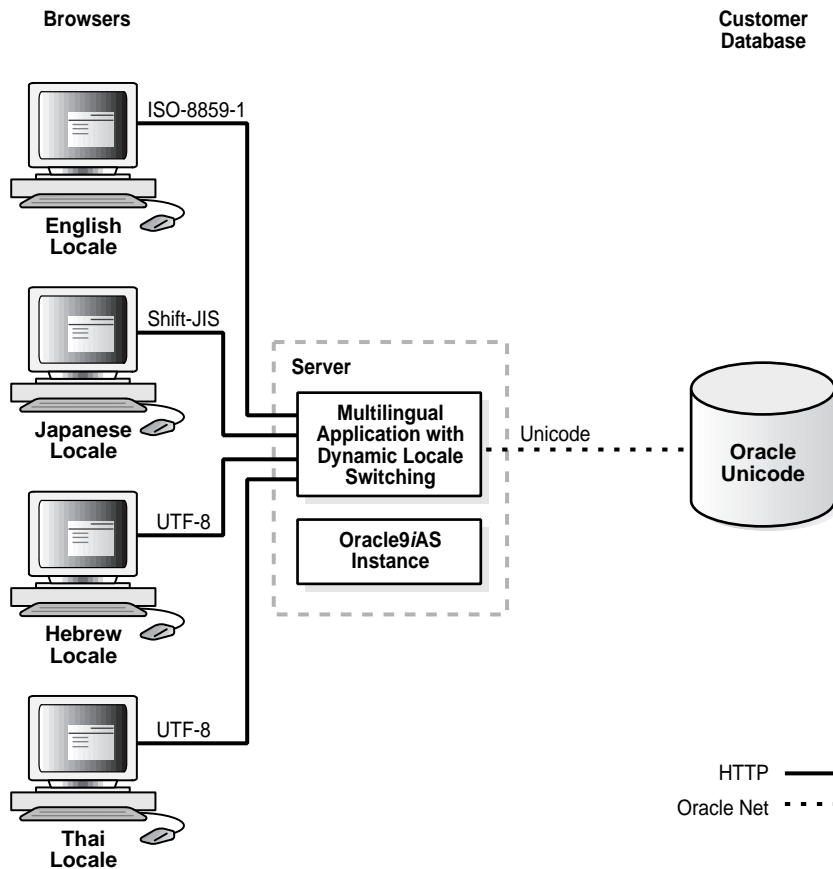 Browsers
Customer
Database
ISO-8859-1
English
Locale
Shift-JIS
Japanese
Locale
UTF-8
Hebrew
Locale
UTF-8
Thai
Locale
Server
Multilingual
Application with
Dynamic Locale
Switching
Oracle9iAS
Instance
Unicode
Oracle
Unicode
HTTP
Oracle Net